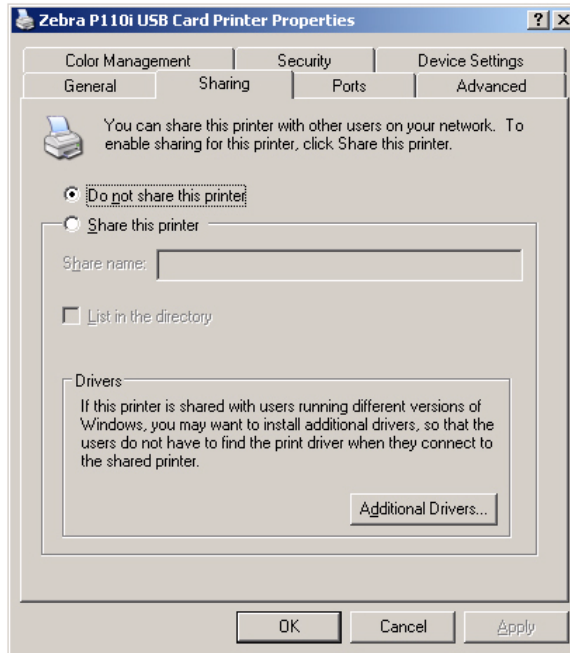 Zebra P110i USB Card Printer Properties
? X
Color Management Security Device Settings
General Sharing Ports Advanced
You can share this printer with other users on your network. To
enable sharing for this printer, click Share this printer.
Do not share this printer
Share this printer
Share name:
List in the directory
Drivers
If this printer is shared with users running different versions of
Windows, you may want to install additional drivers, so that the
users do not have to find the print driver when they connect to
the shared printer.
Additional Drivers...
OK Cancel Apply